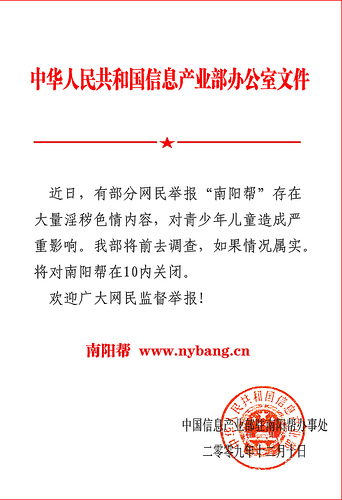 中华人民共和国信息产业部办公室文件
近日，有部分网民举报“南阳帮”存在
大量淫秽色情内容，对青少年儿童造成严
重影响。我部将前去调查，如果情况属实。
将对南阳帮在10内关闭。
欢迎广大网民监督举报！
南阳帮 www.nybang.cn
中国信息产业部驻南阳帮办事处
二零零九年十二月十日
中华人民共和国信息产业部